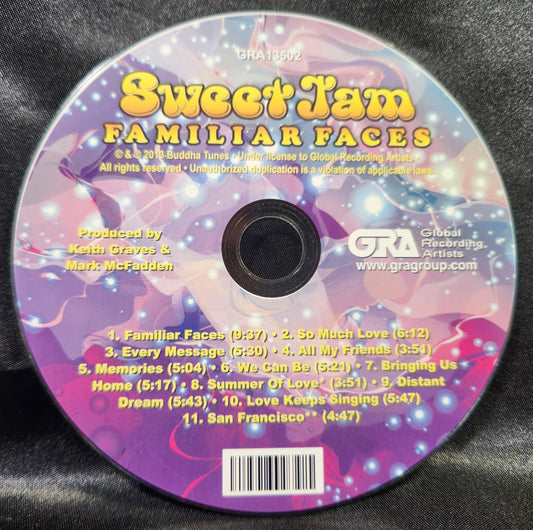 GRA13502
Sweet Jam
FAMILIAR FACES
© & ℗ 2013 Buddha Tunes • Under license to Global Recording Artists
All rights reserved • Unauthorized duplication is a violation of applicable laws
Produced by
Keith Graves &
Mark McFadden
GRA Global
Recording
Artists
www.gragroup.com
1. Familiar Faces (9:37) • 2. So Much Love (6:12)
3. Every Message (5:30) • 4. All My Friends (3:51)
5. Memories (5:04) • 6. We Can Be (5:21) • 7. Bringing Us
Home (5:17) • 8. Summer Of Love* (3:51) • 9. Distant
Dream (5:43) • 10. Love Keeps Singing (5:47)
11. San Francisco** (4:47)